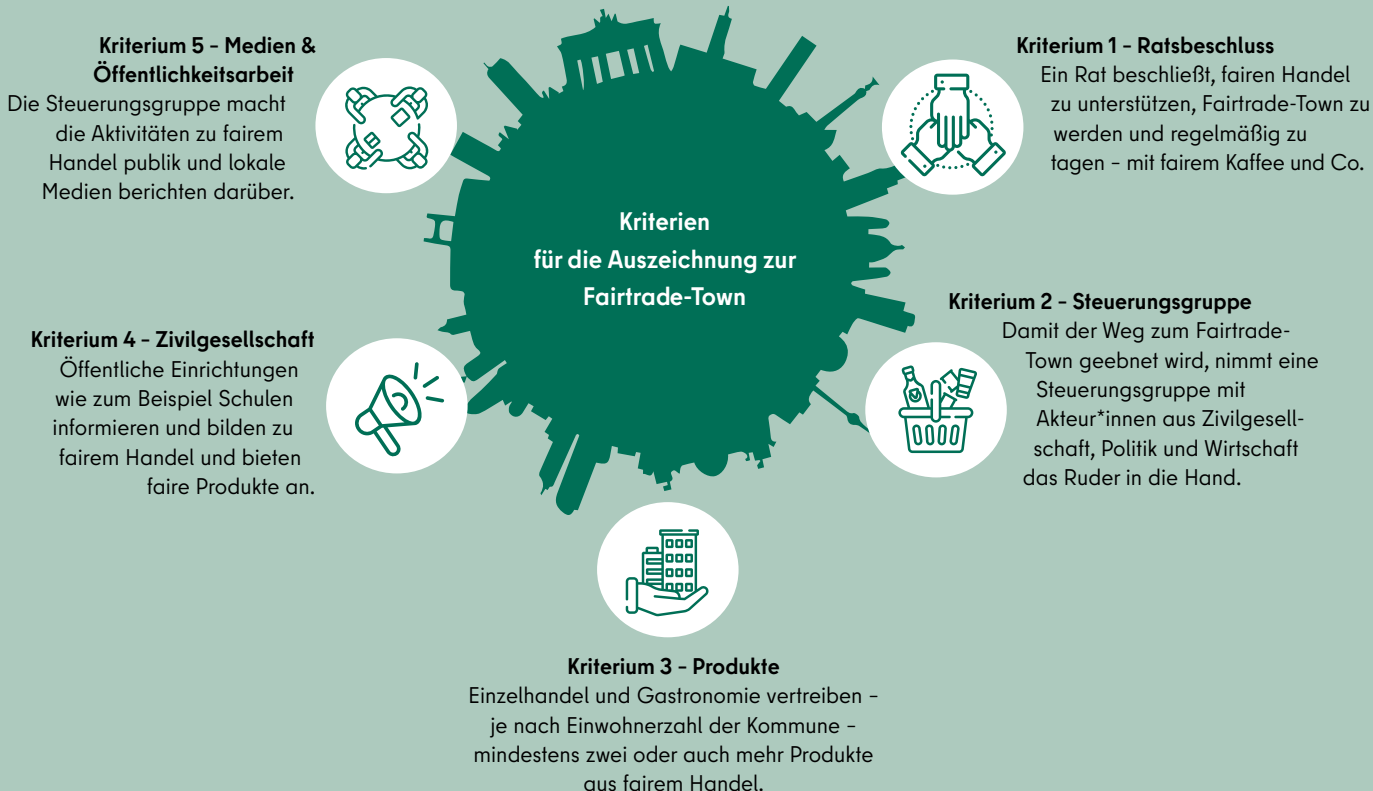 Kriterien
für die Auszeichnung zur
Fairtrade-Town
Kriterium 1 - Ratsbeschluss
Ein Rat beschließt, fairen Handel
zu unterstützen, Fairtrade-Town zu
werden und regelmäßig zu
tagen – mit fairem Kaffee und Co.
Kriterium 2 - Steuerungsgruppe
Damit der Weg zum Fairtrade-
Town geebnet wird, nimmt eine
Steuerungsgruppe mit
Akteur*innen aus Zivilgesell-
schaft, Politik und Wirtschaft
das Ruder in die Hand.
Kriterium 3 - Produkte
Einzelhandel und Gastronomie vertreiben –
je nach Einwohnerzahl der Kommune –
mindestens zwei oder auch mehr Produkte
aus fairem Handel.
Kriterium 4 - Zivilgesellschaft
Öffentliche Einrichtungen
wie zum Beispiel Schulen
informieren und bilden zu
fairem Handel und bieten
faire Produkte an.
Kriterium 5 - Medien &
Öffentlichkeitsarbeit
Die Steuerungsgruppe macht
die Aktivitäten zu fairem
Handel publik und lokale
Medien berichten darüber.